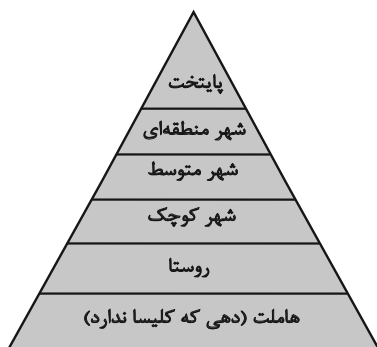 پایتخت
شهر منطقه‌ای
شهر متوسط
شهر کوچک
روستا
هاملت (دهی که کلیسا ندارد)